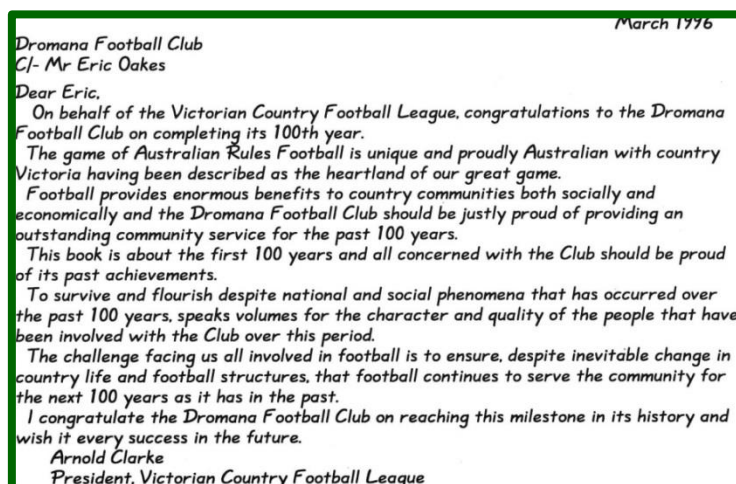 March 1996
Dromana Football Club
C/- Mr Eric Oakes
Dear Eric,
On behalf of the Victorian Country Football League, congratulations to the Dromana
Football Club on completing its 100th year.
The game of Australian Rules Football is unique and proudly Australian with country
Victoria having been described as the heartland of our great game.
Football provides enormous benefits to country communities both socially and
economically and the Dromana Football Club should be justly proud of providing an
outstanding community service for the past 100 years.
This book is about the first 100 years and all concerned with the Club should be proud
of its past achievements.
To survive and flourish despite national and social phenomena that has occurred over
the past 100 years, speaks volumes for the character and quality of the people that have
been involved with the Club over this period.
The challenge facing us all involved in football is to ensure, despite inevitable change in
country life and football structures, that football continues to serve the community for
the next 100 years as it has in the past.
I congratulate the Dromana Football Club on reaching this milestone in its history and
wish it every success in the future.
Arnold Clarke
President, Victorian Country Football League